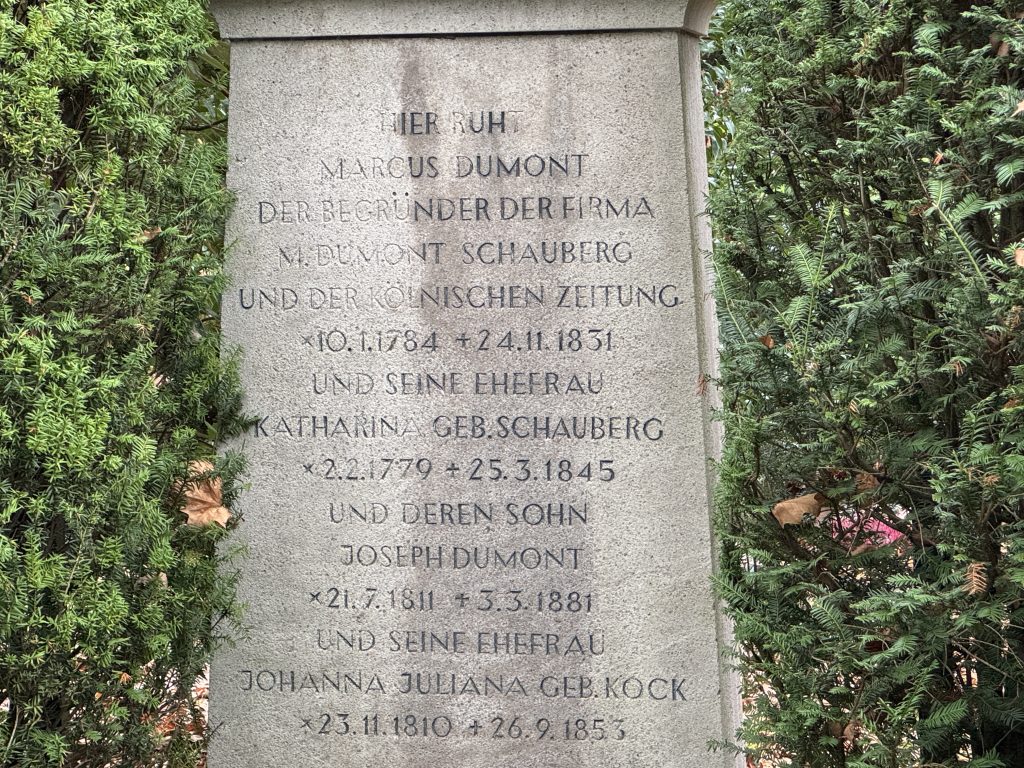 HIER RUHT
MARCUS DUMONT
DER BEGRÜNDER DER FIRMA
M. DUMONT SCHAUBERG
UND DER KÖLNISCHEN ZEITUNG
×10.1.1784 +24.11.1831
UND SEINE EHEFRAU
KATHARINA GEB. SCHAUBERG
×2.2.1779 +25.3.1845
UND DEREN SOHN
JOSEPH DUMONT
×21.7.1811 +3.3.1881
UND SEINE EHEFRAU
JOHANNA JULIANA GEB. KOCK
×23.11.1810 +26.9.1853